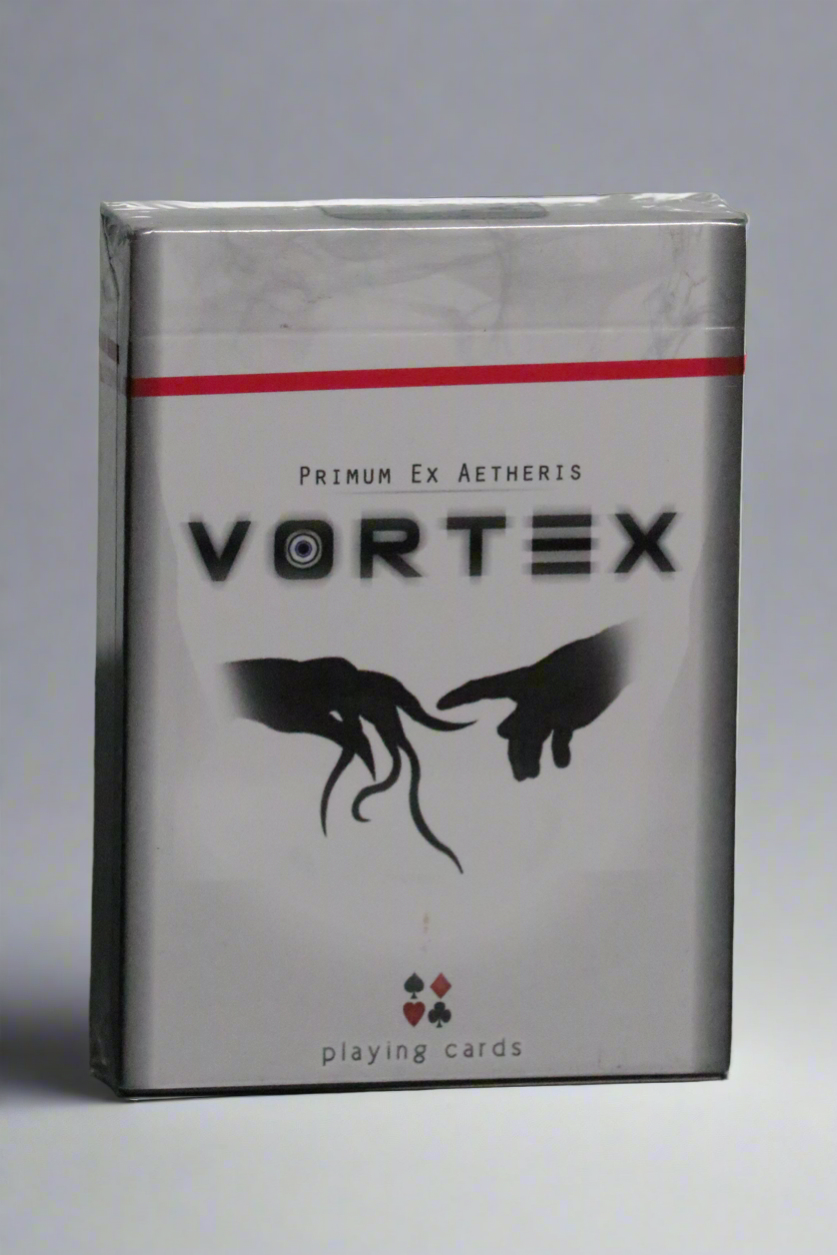 Primum Ex Aetheris
VORTEX
playing cards